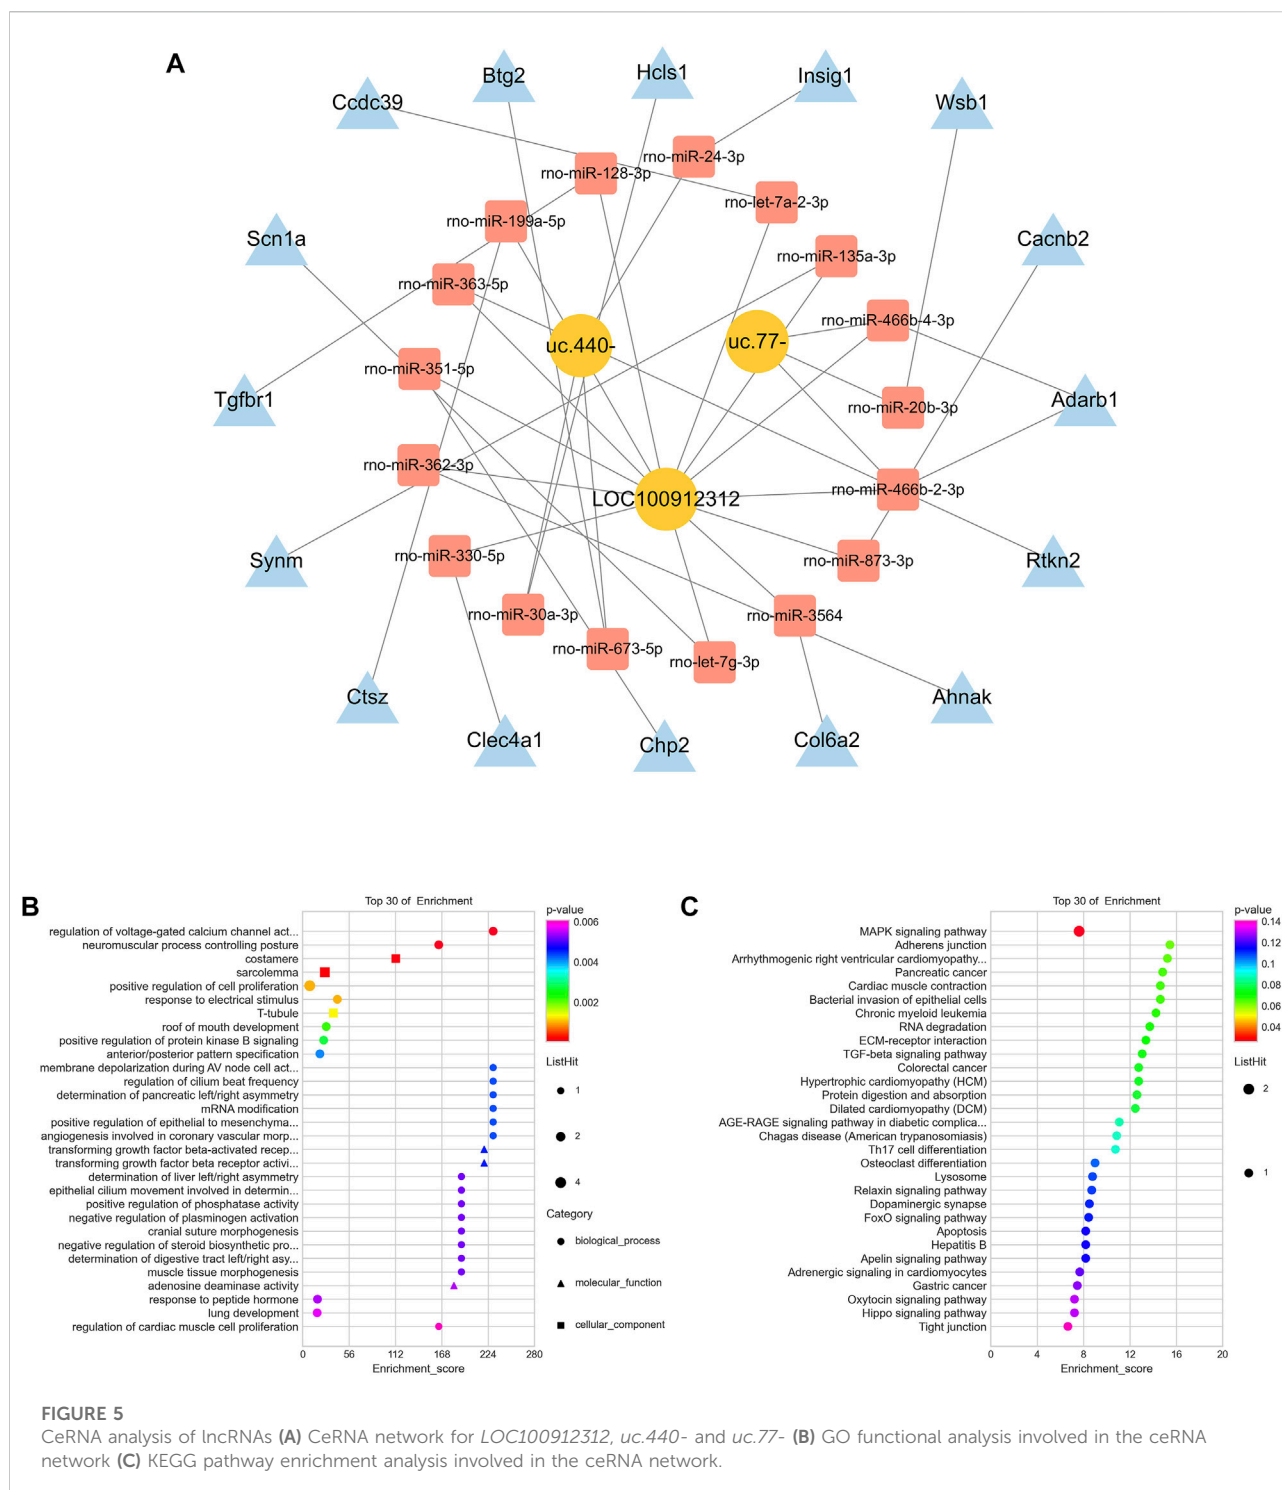 A
Btg2
Hcls1
Insig1
Ccdc39
Wsb1
rno-miR-24-3p
rno-miR-128-3p
rno-let-7a-2-3p
rno-miR-199a-5p
Scn1a
Cacnb2
rno-miR-135a-3p
rno-miR-363-5p
rno-miR-466b-4-3p
uc.440-
uc.77-
rno-miR-351-5p
Tgfbr1
Adarb1
rno-miR-20b-3p
rno-miR-362-3p
rno-miR-466b-2-3p
LOC100912312
Synm
rno-miR-330-5p
rno-miR-873-3p
Rtkn2
rno-miR-30a-3p
rno-miR-3564
rno-miR-673-5p
rno-let-7g-3p
Ctsz
Ahnak
Clec4a1
Chp2
Col6a2
B
Top 30 of Enrichment
regulation of voltage-gated calcium channel act...
neuromuscular process controlling posture
costamere
sarcolemma
positive regulation of cell proliferation
response to electrical stimulus
T-tubule
roof of mouth development
positive regulation of protein kinase B signaling
anterior/posterior pattern specification
membrane depolarization during AV node cell act...
regulation of cilium beat frequency
determination of pancreatic left/right asymmetry
mRNA modification
positive regulation of epithelial to mesenchyma...
angiogenesis involved in coronary vascular morp...
transforming growth factor beta-activated recep...
transforming growth factor beta receptor activi...
determination of liver left/right asymmetry
epithelial cilium movement involved in determin...
positive regulation of phosphatase activity
negative regulation of plasminogen activation
cranial suture morphogenesis
negative regulation of steroid biosynthetic pro...
determination of digestive tract left/right asy...
muscle tissue morphogenesis
adenosine deaminase activity
response to peptide hormone
lung development
regulation of cardiac muscle cell proliferation
0 56 112 168 224 280
Enrichment_score
p-value
0.006
0.004
0.002
ListHit
1
2
4
Category
biological_process
molecular_function
cellular_component
C
Top 30 of Enrichment
MAPK signaling pathway
Adherens junction
Arrhythmogenic right ventricular cardiomyopathy...
Pancreatic cancer
Cardiac muscle contraction
Bacterial invasion of epithelial cells
Chronic myeloid leukemia
RNA degradation
ECM-receptor interaction
TGF-beta signaling pathway
Colorectal cancer
Hypertrophic cardiomyopathy (HCM)
Protein digestion and absorption
Dilated cardiomyopathy (DCM)
AGE-RAGE signaling pathway in diabetic complica...
Chagas disease (American trypanosomiasis)
Th17 cell differentiation
Osteoclast differentiation
Lysosome
Relaxin signaling pathway
Dopaminergic synapse
FoxO signaling pathway
Apoptosis
Hepatitis B
Apelin signaling pathway
Adrenergic signaling in cardiomyocytes
Gastric cancer
Oxytocin signaling pathway
Hippo signaling pathway
Tight junction
0 4 8 12 16 20
Enrichment_score
p-value
0.14
0.12
0.10
0.08
0.06
0.04
ListHit
2
1
FIGURE 5
CeRNA analysis of lncRNAs (A) CeRNA network for LOC100912312, uc.440- and uc.77- (B) GO functional analysis involved in the ceRNA
network (C) KEGG pathway enrichment analysis involved in the ceRNA network.